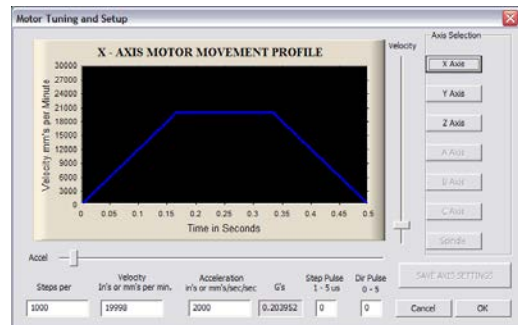 Motor Tuning and Setup
X - AXIS MOTOR MOVEMENT PROFILE
Velocity mm's per Minute
30000
27000
24000
21000
18000
15000
12000
9000
6000
3000
0
0 0.05 0.1 0.15 0.2 0.25 0.3 0.35 0.4 0.45 0.5
Time in Seconds
Velocity
Axis Selection
X Axis
Y Axis
Z Axis
A Axis
B Axis
C Axis
Spindle
Accel
Steps per
1000
Velocity
In's or mm's per min.
19998
Acceleration
in's or mm's/sec/sec
2000
G's
0.203952
Step Pulse
1 - 5 us
0
Dir Pulse
0 - 5
0
SAVE AXIS SETTINGS
Cancel
OK